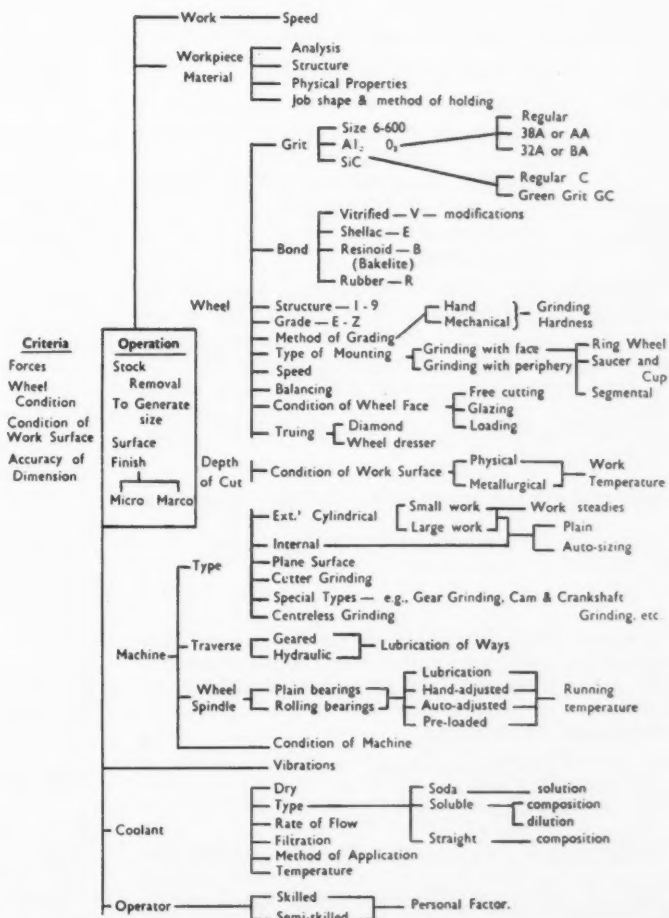 Work Speed
Workpiece Material
Analysis
Structure
Physical Properties
Job shape & method of holding
Wheel
Grit
Size 6-600
Al₂ O₃
SiC
Regular
38A or AA
32A or BA
Regular C
Green Grit GC
Bond
Vitrified — V — modifications
Shellac — E
Resinoid — B
(Bakelite)
Rubber — R
Structure — 1 - 9
Grade — E - Z
Method of Grading
Hand
Mechanical
Grinding
Hardness
Type of Mounting
Grinding with face
Grinding with periphery
Ring Wheel
Saucer and
Cup
Segmental
Speed
Balancing
Condition of Wheel Face
Free cutting
Glazing
Loading
Truing
Diamond
Wheel dresser
Criteria
Forces
Wheel
Condition
Condition of
Work Surface
Accuracy of
Dimension
Operation
Stock
Removal
To Generate
size
Surface
Finish
Micro Marco
Depth
of Cut
Condition of Work Surface
Physical
Metallurgical
Work
Temperature
Machine
Type
Ext.' Cylindrical
Small work
Large work
Work steadies
Internal
Plain
Auto-sizing
Plane Surface
Cutter Grinding
Special Types — e.g., Gear Grinding, Cam & Crankshaft
Grinding, etc.
Centreless Grinding
Traverse
Geared
Hydraulic
Lubrication of Ways
Wheel
Spindle
Plain bearings
Rolling bearings
Lubrication
Hand-adjusted
Auto-adjusted
Pre-loaded
Running
temperature
Condition of Machine
Vibrations
Coolant
Dry
Type
Rate of Flow
Filtration
Method of Application
Temperature
Soda solution
Soluble composition
dilution
Straight composition
Operator
Skilled
Semi-skilled
Personal Factor.